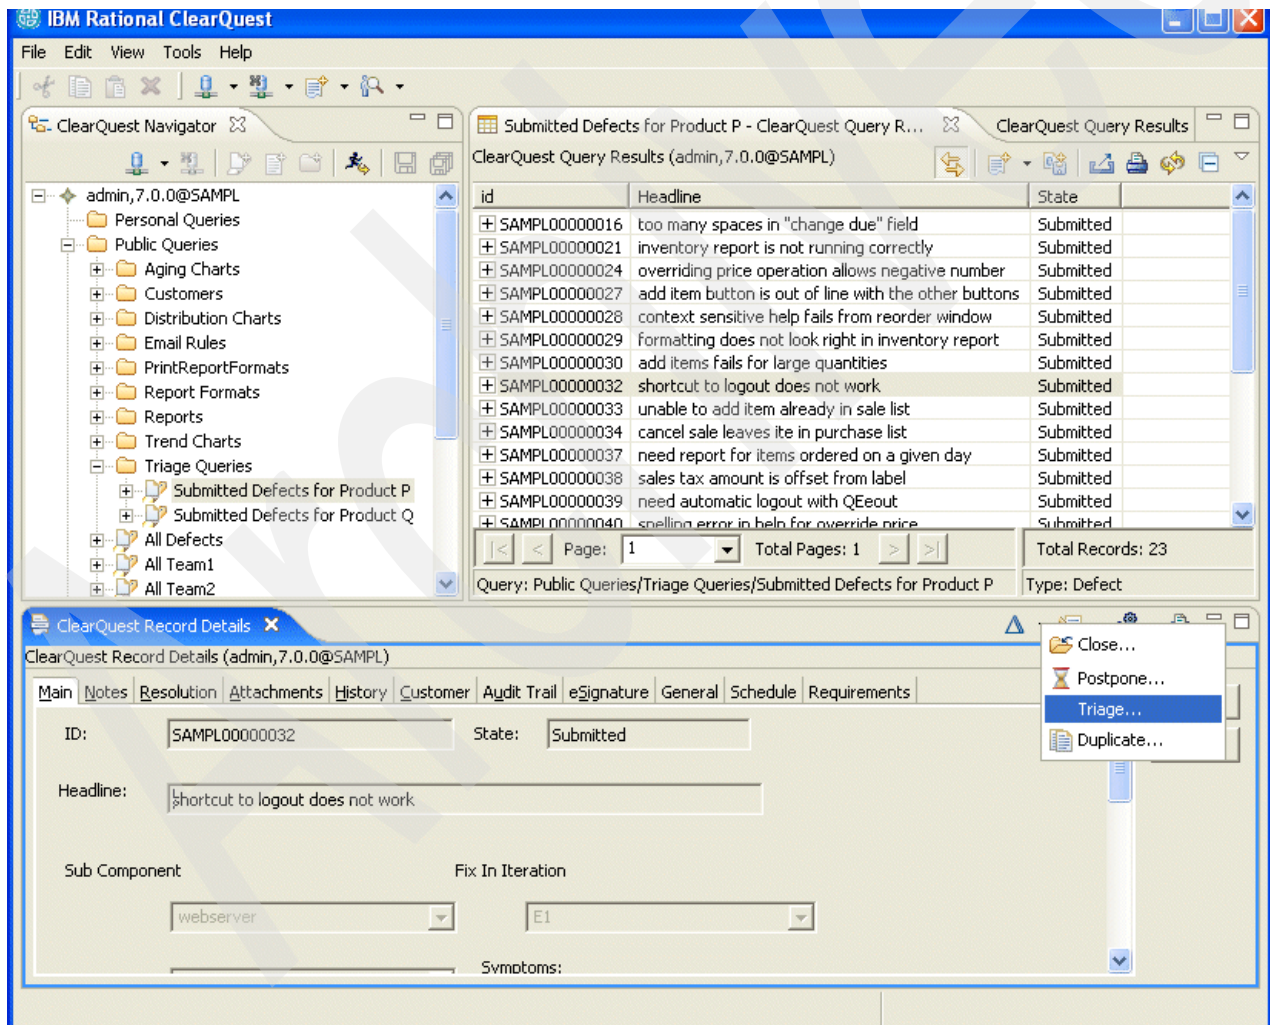 IBM Rational ClearQuest
File Edit View Tools Help
ClearQuest Navigator
Submitted Defects for Product P - ClearQuest Query R... ClearQuest Query Results
ClearQuest Query Results (admin,7.0.0@SAMPL)
admin,7.0.0@SAMPL
Personal Queries
Public Queries
Aging Charts
Customers
Distribution Charts
Email Rules
PrintReportFormats
Report Formats
Reports
Trend Charts
Triage Queries
Submitted Defects for Product P
Submitted Defects for Product Q
All Defects
All Team1
All Team2
id Headline State
SAMPL00000016 too many spaces in "change due" field Submitted
SAMPL00000021 inventory report is not running correctly Submitted
SAMPL00000024 overriding price operation allows negative number Submitted
SAMPL00000027 add item button is out of line with the other buttons Submitted
SAMPL00000028 context sensitive help fails from reorder window Submitted
SAMPL00000029 formatting does not look right in inventory report Submitted
SAMPL00000030 add items fails for large quantities Submitted
SAMPL00000032 shortcut to logout does not work Submitted
SAMPL00000033 unable to add item already in sale list Submitted
SAMPL00000034 cancel sale leaves ite in purchase list Submitted
SAMPL00000037 need report for items ordered on a given day Submitted
SAMPL00000038 sales tax amount is offset from label Submitted
SAMPL00000039 need automatic logout with QEeout Submitted
SAMPL00000040 spelling error in help for override price Submitted
|< < Page: 1 Total Pages: 1 > >| Total Records: 23
Query: Public Queries/Triage Queries/Submitted Defects for Product P Type: Defect
ClearQuest Record Details
ClearQuest Record Details (admin,7.0.0@SAMPL)
Close...
Postpone...
Triage...
Duplicate...
Main Notes Resolution Attachments History Customer Audit Trail eSignature General Schedule Requirements
ID: SAMPL00000032 State: Submitted
Headline: shortcut to logout does not work
Sub Component Fix In Iteration
webserver E1
Symptoms: